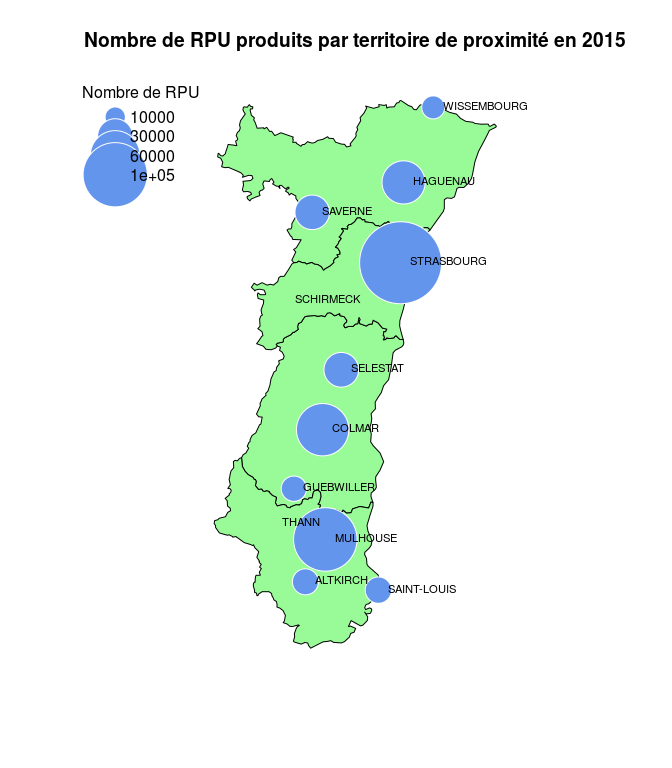 Nombre de RPU produits par territoire de proximité en 2015
Nombre de RPU
10000
30000
60000
1e+05
WISSEMBOURG
HAGUENAU
SAVERNE
STRASBOURG
SCHIRMECK
SELESTAT
COLMAR
GUEBWILLER
THANN
MULHOUSE
ALTKIRCH
SAINT-LOUIS